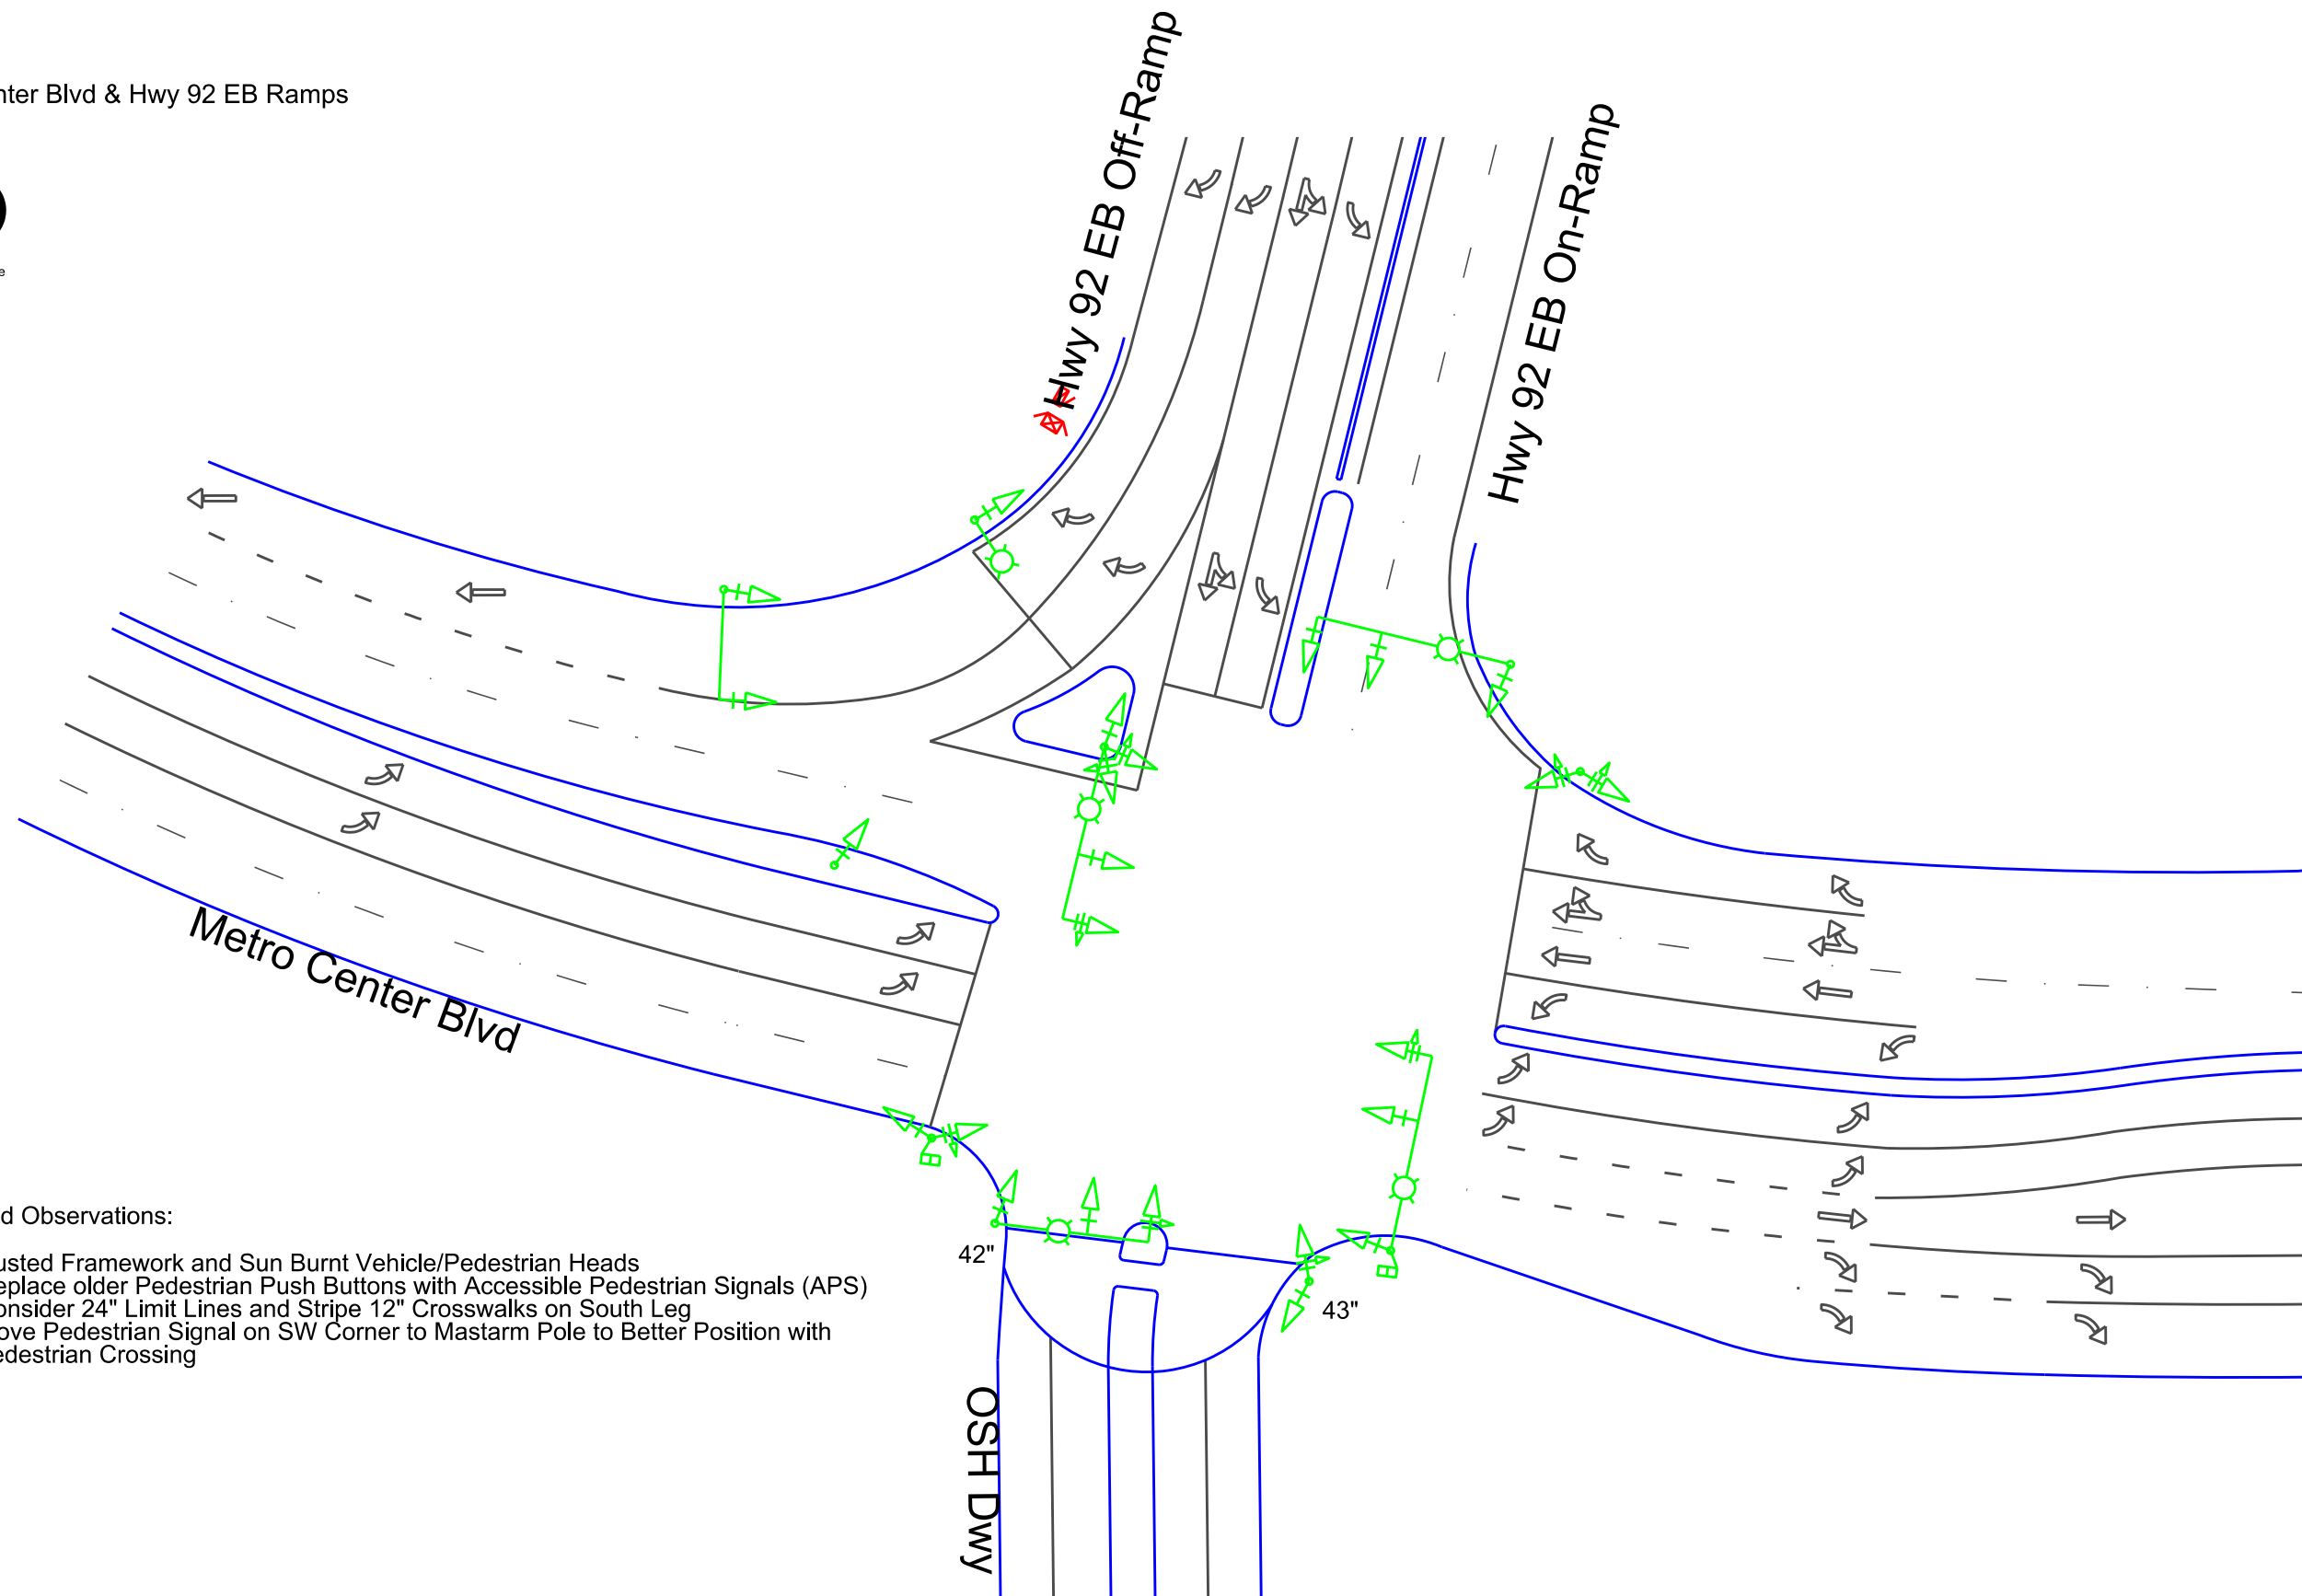 nter Blvd & Hwy 92 EB Ramps
Hwy 92 EB Off-Ramp
Hwy 92 EB On-Ramp
e
Metro Center Blvd
d Observations:
usted Framework and Sun Burnt Vehicle/Pedestrian Heads
eplace older Pedestrian Push Buttons with Accessible Pedestrian Signals (APS)
onsider 24" Limit Lines and Stripe 12" Crosswalks on South Leg
ove Pedestrian Signal on SW Corner to Mastarm Pole to Better Position with
edestrian Crossing
42"
43"
OSH Dwy